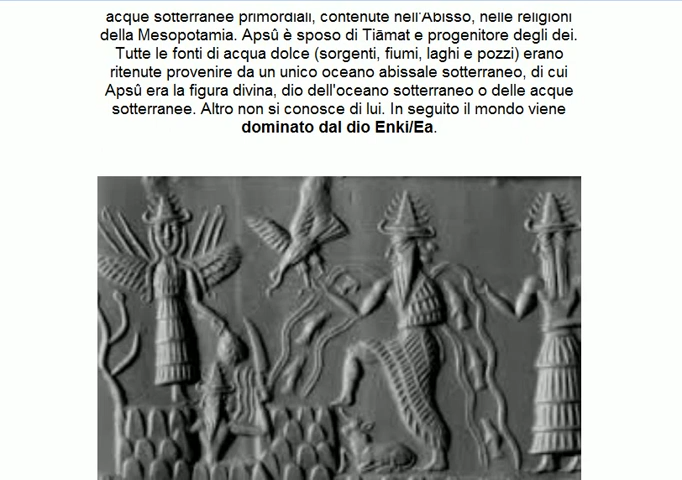 acque sotterranee primordiali, contenute nell'Abisso, nelle religioni
della Mesopotamia. Apsû è sposo di Tiāmat e progenitore degli dei.
Tutte le fonti di acqua dolce (sorgenti, fiumi, laghi e pozzi) erano
ritenute provenire da un unico oceano abissale sotterraneo, di cui
Apsû era la figura divina, dio dell'oceano sotterraneo o delle acque
sotterranee. Altro non si conosce di lui. In seguito il mondo viene
dominato dal dio Enki/Ea.